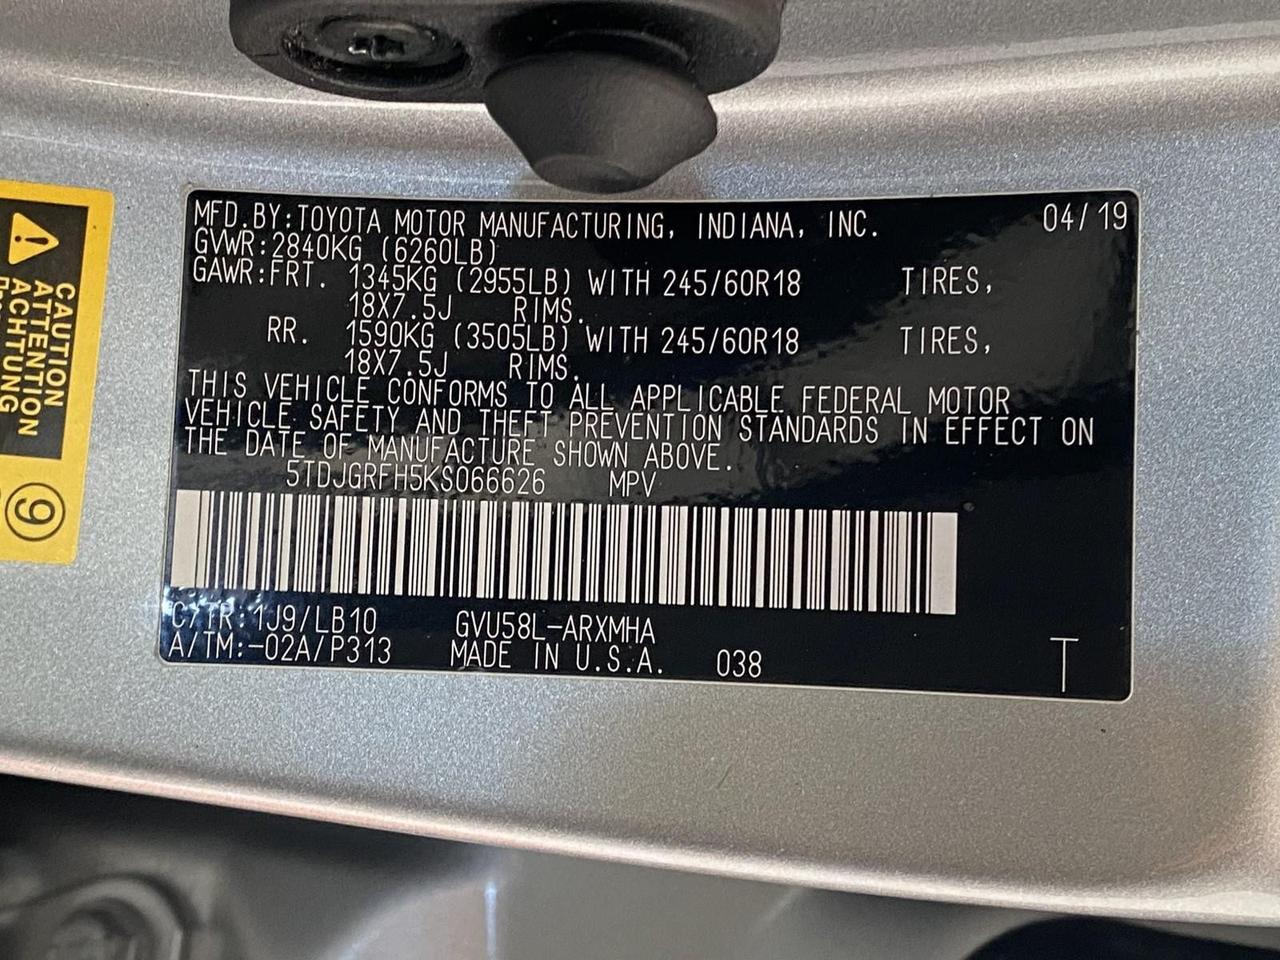 MFD.BY:TOYOTA MOTOR MANUFACTURING, INDIANA, INC. 04/19
GVWR:2840KG (6260LB)
GAWR:FRT. 1345KG (2955LB) WITH 245/60R18 TIRES,
18X7.5J RIMS.
RR. 1590KG (3505LB) WITH 245/60R18 TIRES,
18X7.5J RIMS.
THIS VEHICLE CONFORMS TO ALL APPLICABLE FEDERAL MOTOR
VEHICLE SAFETY AND THEFT PREVENTION STANDARDS IN EFFECT ON
THE DATE OF MANUFACTURE SHOWN ABOVE.
5TDJGRFH5KS066626 MPV
C/TR:1J9/LB10 GVU58L-ARXMHA
A/TM:-02A/P313 MADE IN U.S.A. 038 T
CAUTION
ATTENTION
ACHTUNG
9